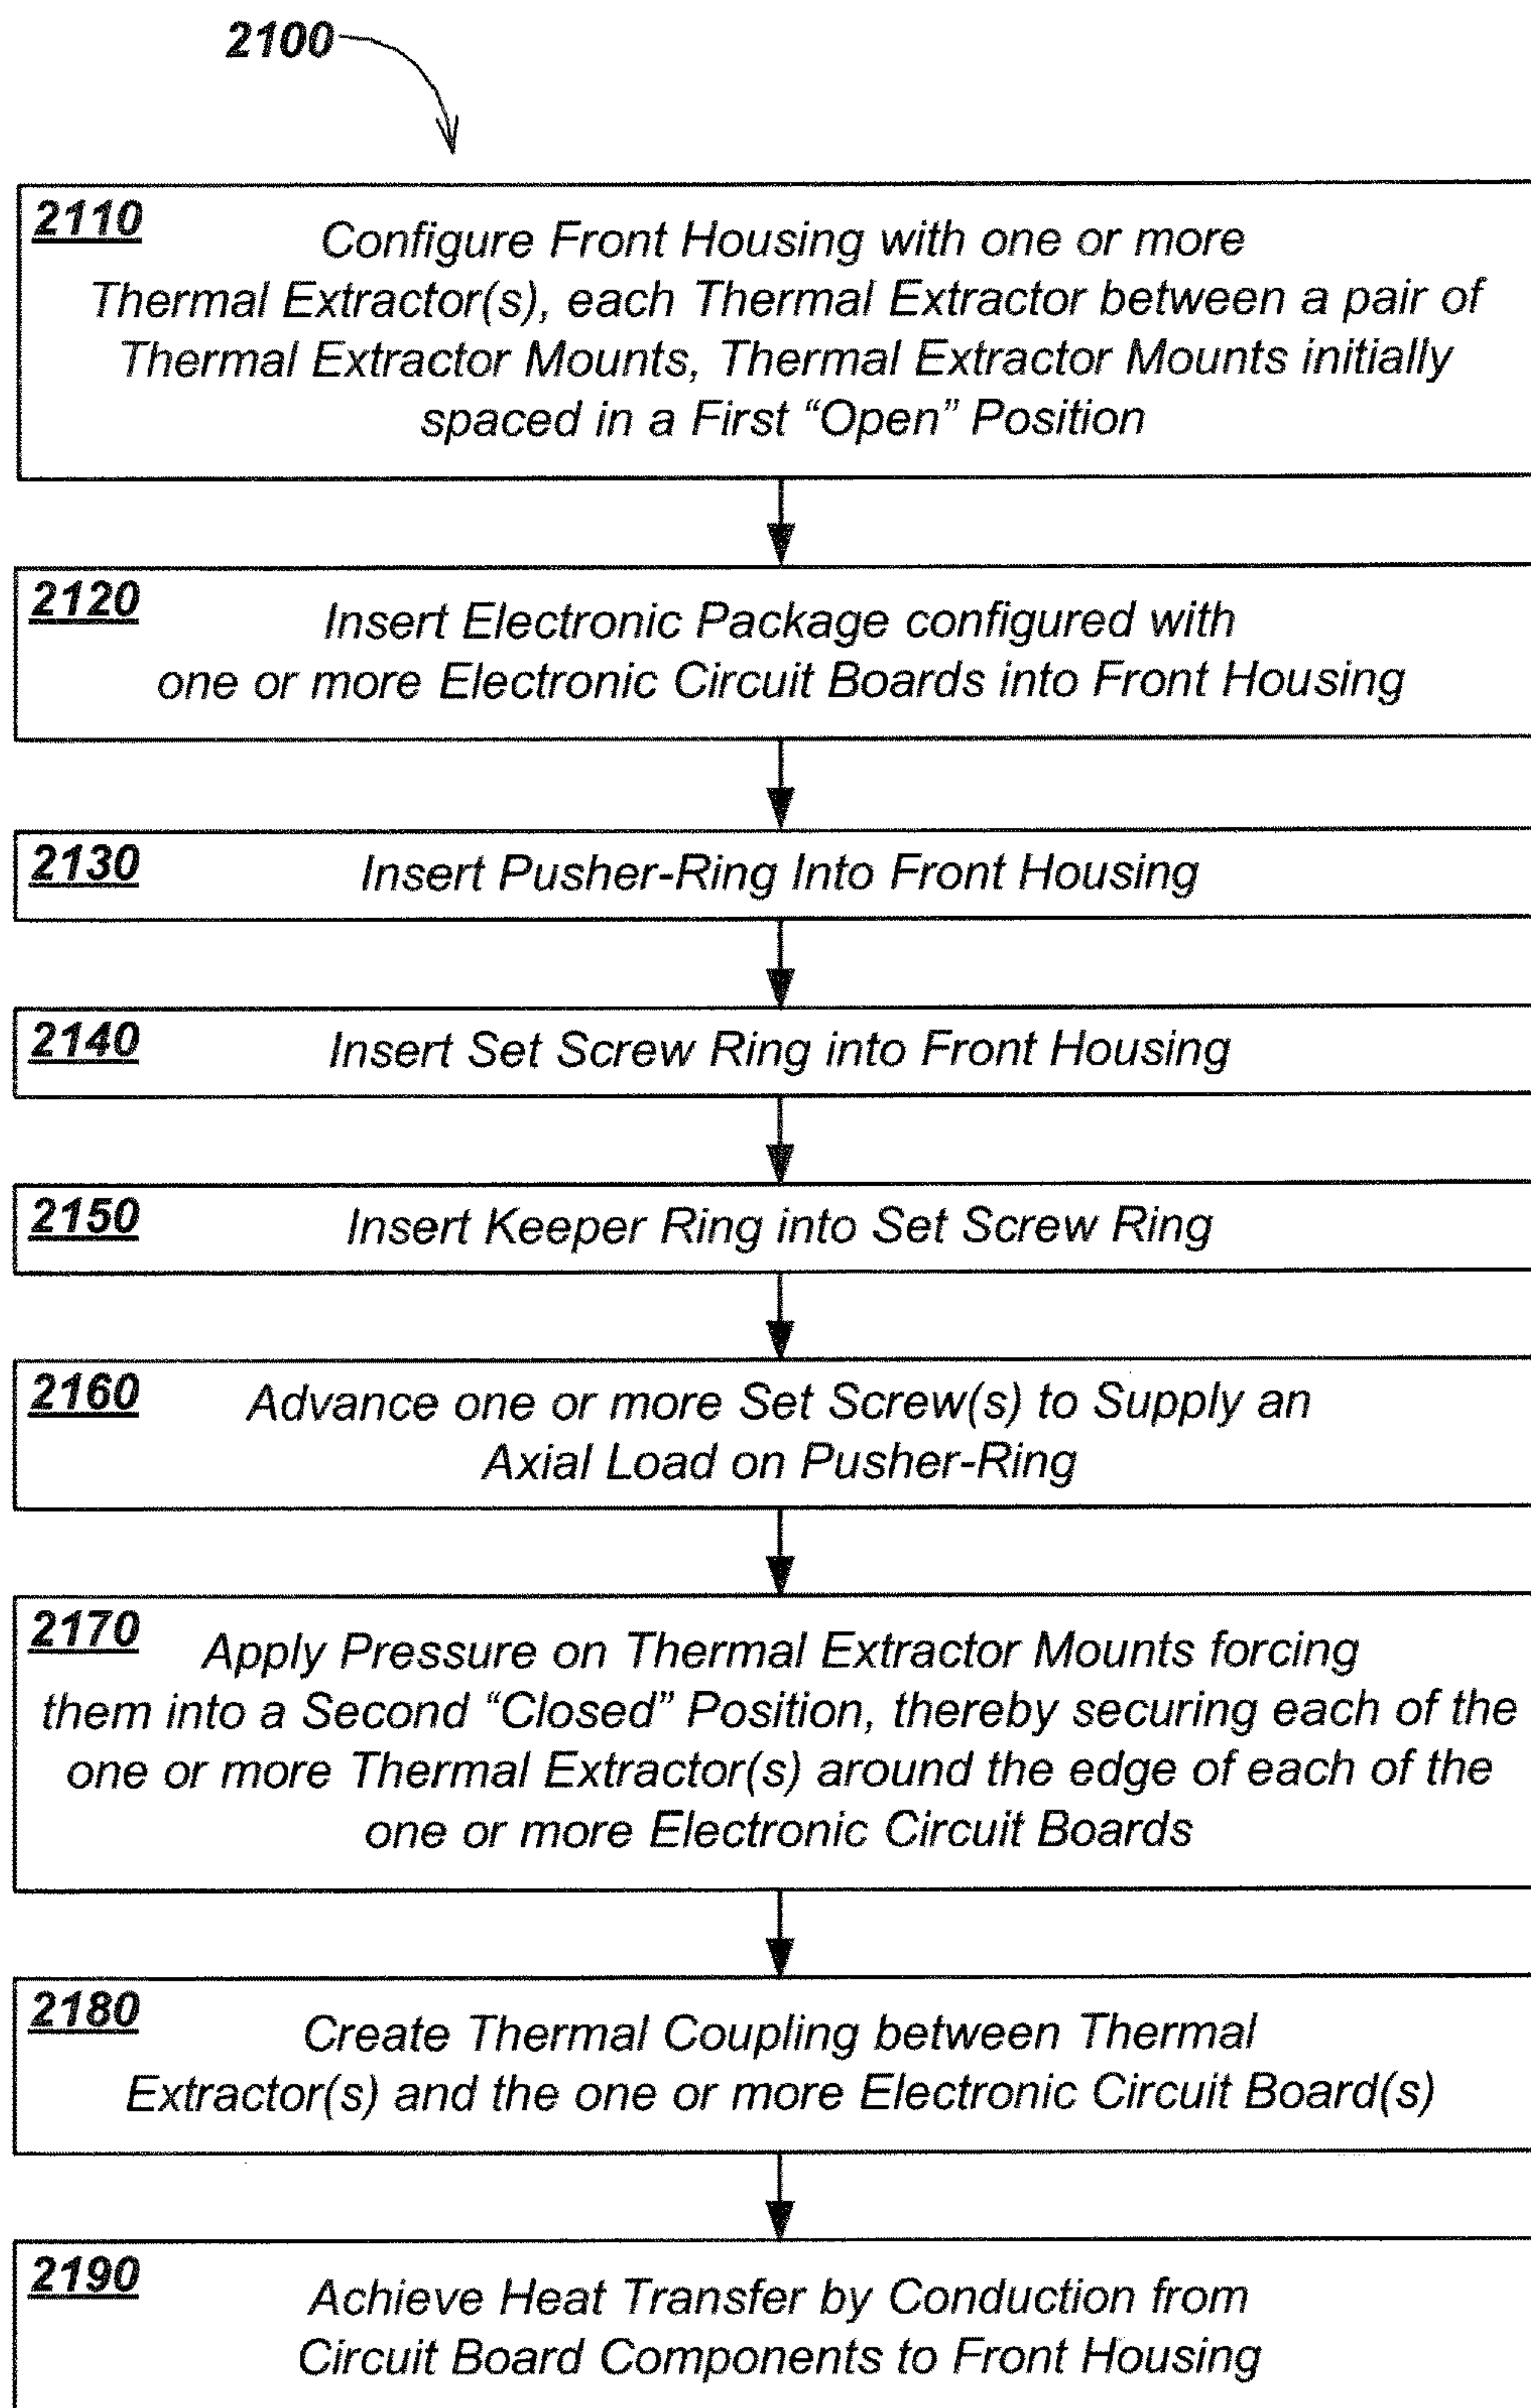 2100
2110
Configure Front Housing with one or more
Thermal Extractor(s), each Thermal Extractor between a pair of
Thermal Extractor Mounts, Thermal Extractor Mounts initially
spaced in a First “Open” Position
2120
Insert Electronic Package configured with
one or more Electronic Circuit Boards into Front Housing
2130
Insert Pusher-Ring Into Front Housing
2140
Insert Set Screw Ring into Front Housing
2150
Insert Keeper Ring into Set Screw Ring
2160
Advance one or more Set Screw(s) to Supply an
Axial Load on Pusher-Ring
2170
Apply Pressure on Thermal Extractor Mounts forcing
them into a Second “Closed” Position, thereby securing each of the
one or more Thermal Extractor(s) around the edge of each of the
one or more Electronic Circuit Boards
2180
Create Thermal Coupling between Thermal
Extractor(s) and the one or more Electronic Circuit Board(s)
2190
Achieve Heat Transfer by Conduction from
Circuit Board Components to Front Housing